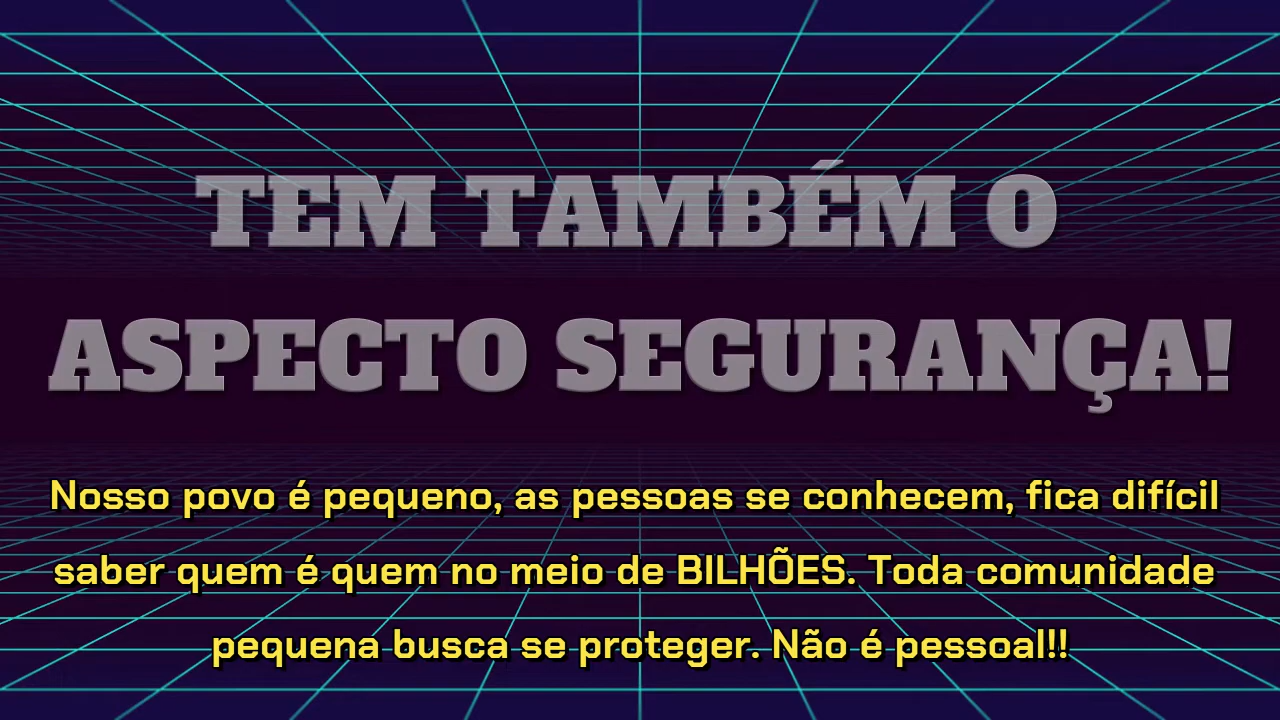 TEM TAMBÉM O
ASPECTO SEGURANÇA!
Nosso povo é pequeno, as pessoas se conhecem, fica difícil
saber quem é quem no meio de BILHÕES. Toda comunidade
pequena busca se proteger. Não é pessoal!!